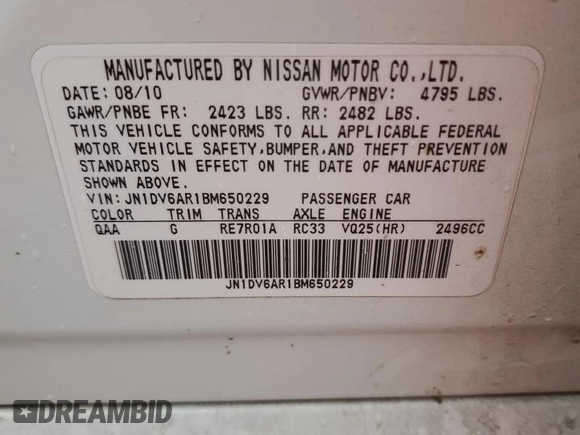 MANUFACTURED BY NISSAN MOTOR CO.,LTD.
DATE: 08/10 GVWR/PNBV: 4795 LBS.
GAWR/PNBE FR: 2423 LBS. RR: 2482 LBS.
THIS VEHICLE CONFORMS TO ALL APPLICABLE FEDERAL
MOTOR VEHICLE SAFETY,BUMPER,AND THEFT PREVENTION
STANDARDS IN EFFECT ON THE DATE OF MANUFACTURE
SHOWN ABOVE.
VIN: JN1DV6AR1BM650229 PASSENGER CAR
COLOR TRIM TRANS AXLE ENGINE
QAA G RE7R01A RC33 VQ25(HR) 2496CC
JN1DV6AR1BM650229
DREAMBID